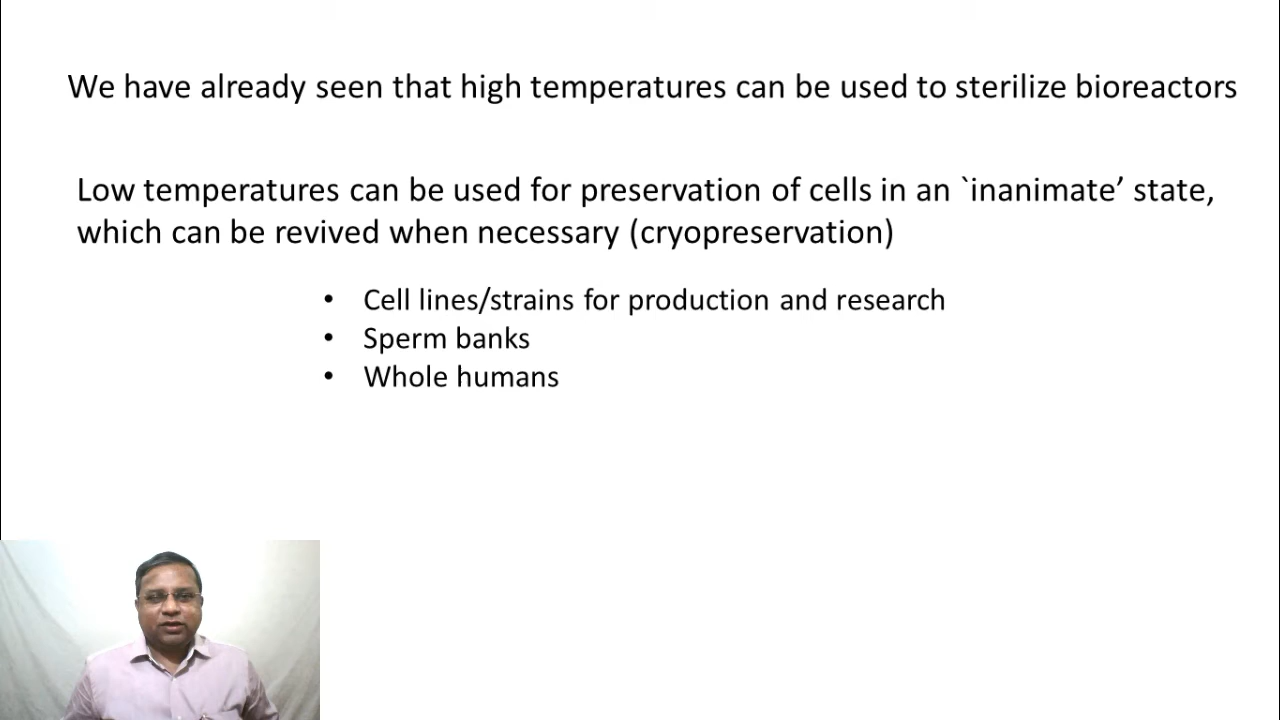 We have already seen that high temperatures can be used to sterilize bioreactors
Low temperatures can be used for preservation of cells in an `inanimate’ state,
which can be revived when necessary (cryopreservation)
• Cell lines/strains for production and research
• Sperm banks
• Whole humans